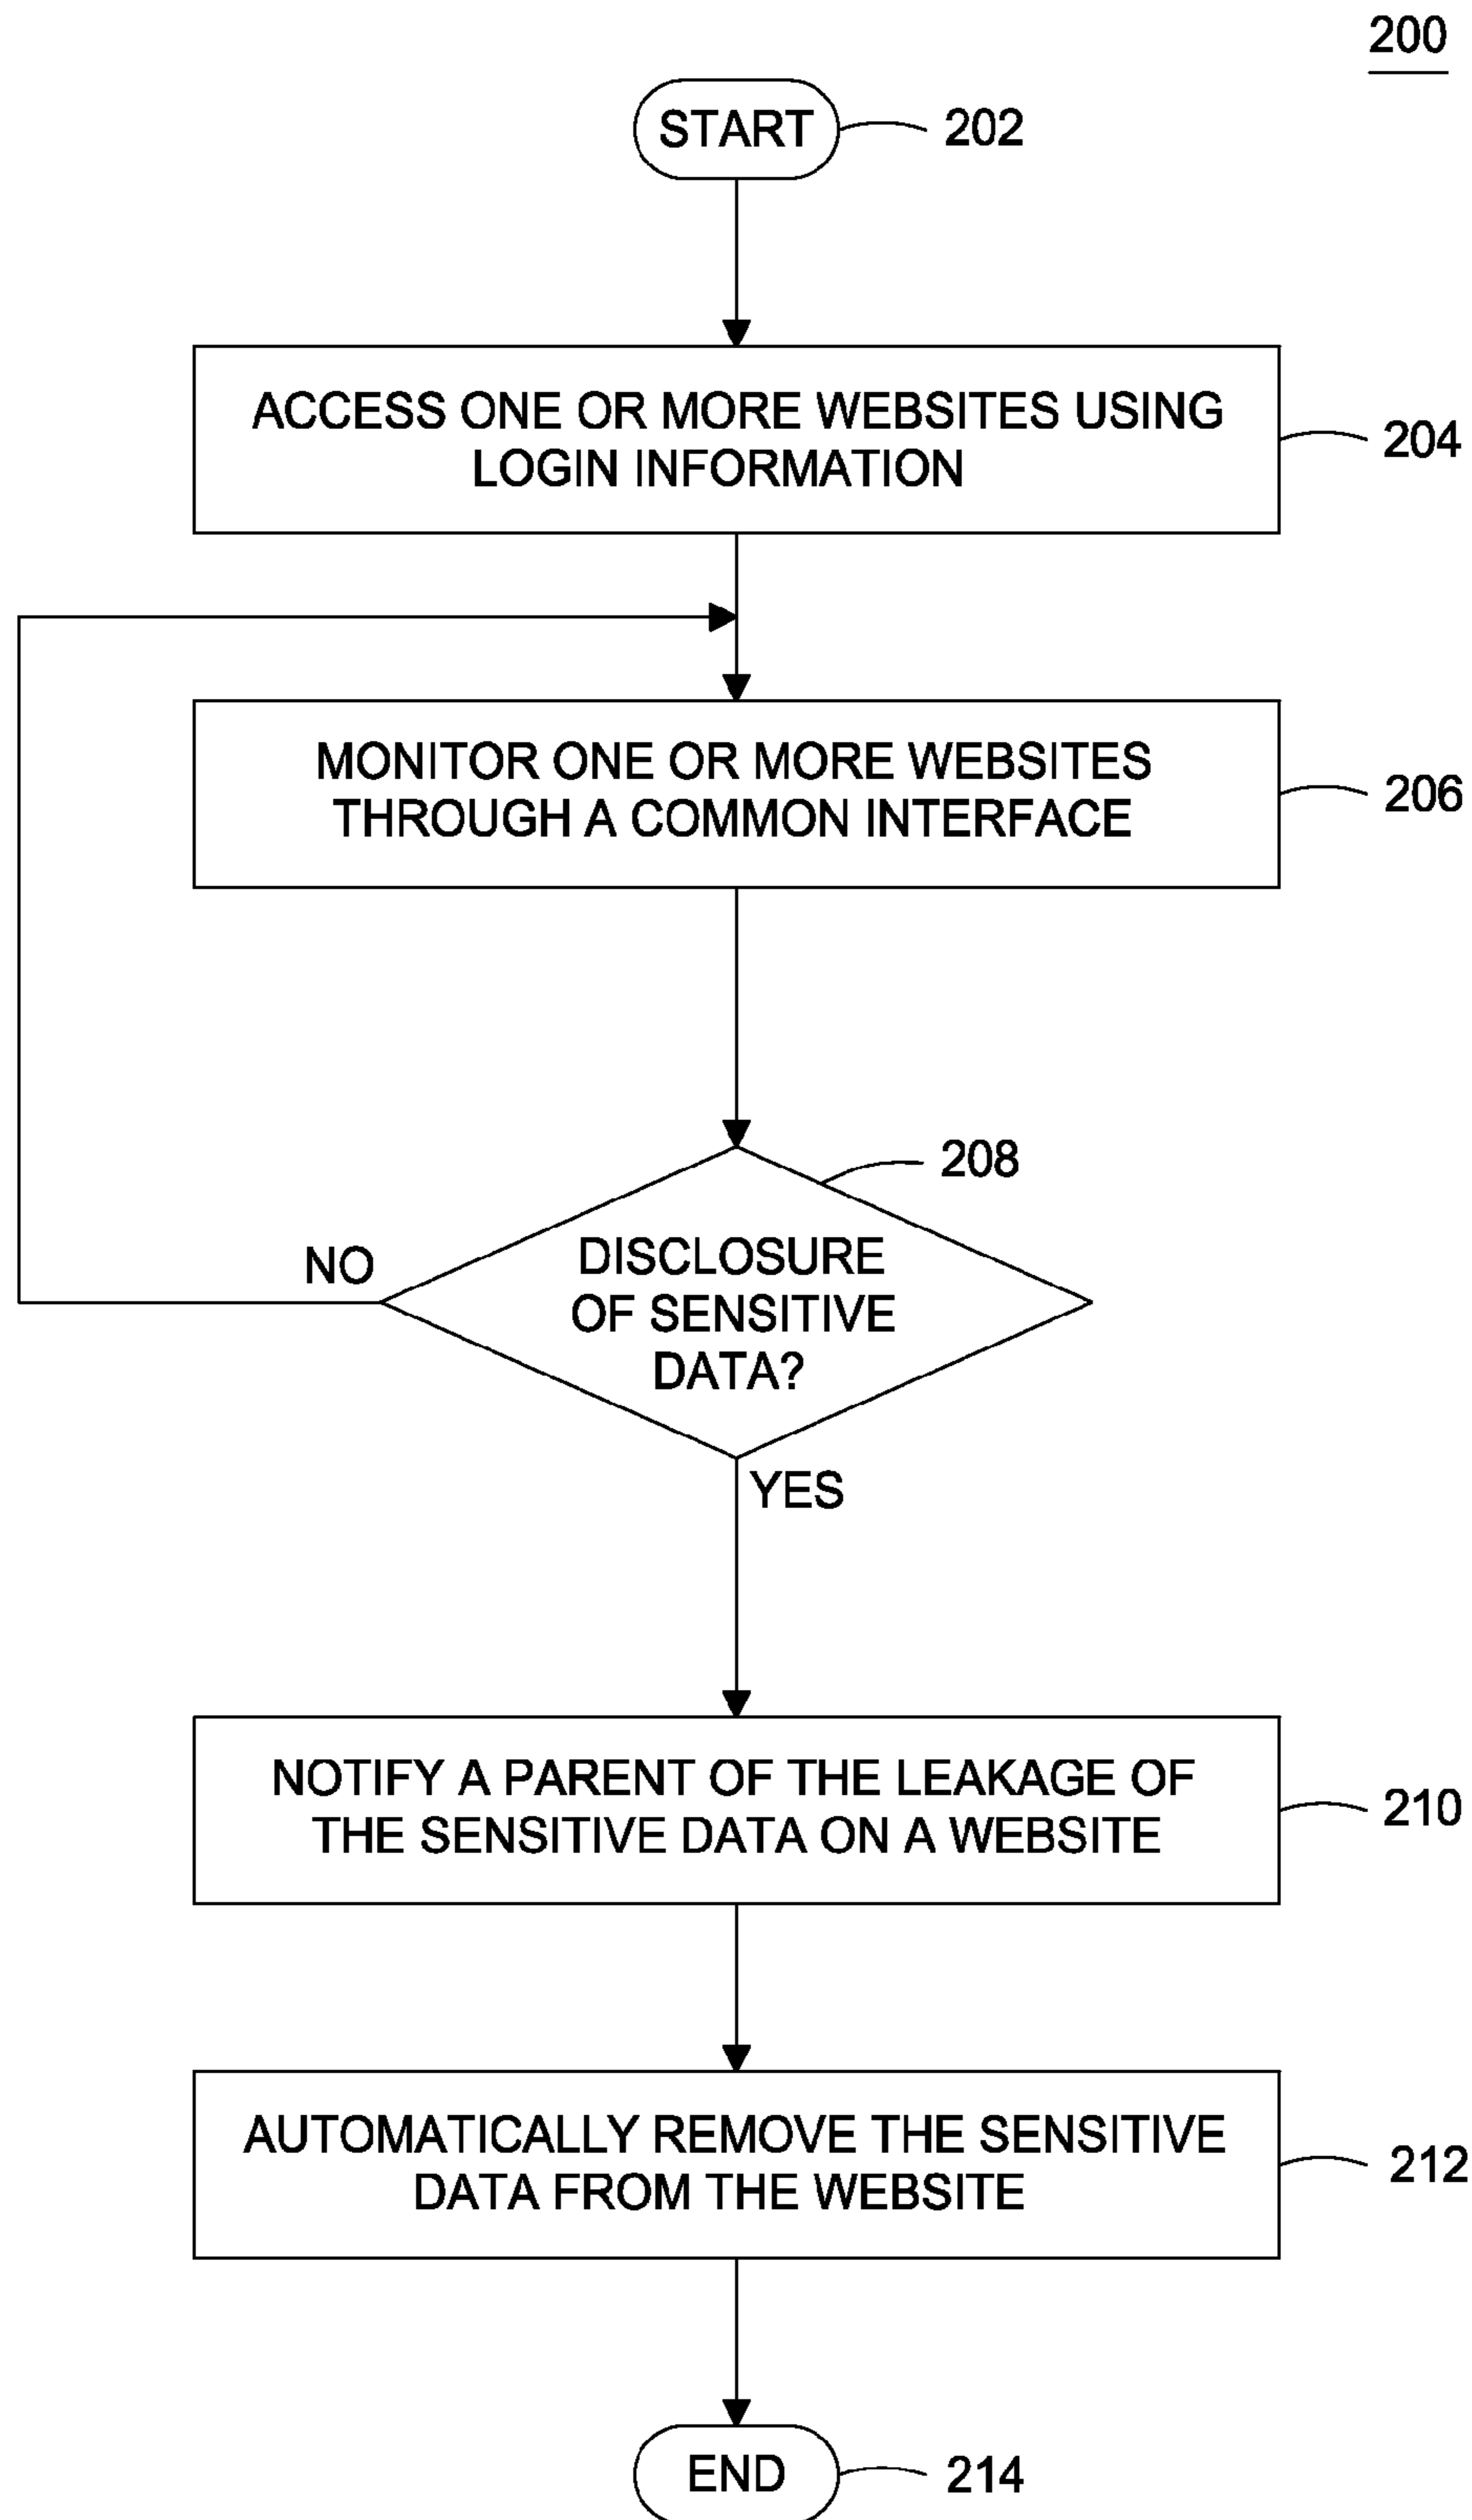 200
START
202
ACCESS ONE OR MORE WEBSITES USING
LOGIN INFORMATION
204
MONITOR ONE OR MORE WEBSITES
THROUGH A COMMON INTERFACE
206
208
DISCLOSURE
OF SENSITIVE
DATA?
NO
YES
NOTIFY A PARENT OF THE LEAKAGE OF
THE SENSITIVE DATA ON A WEBSITE
210
AUTOMATICALLY REMOVE THE SENSITIVE
DATA FROM THE WEBSITE
212
END
214